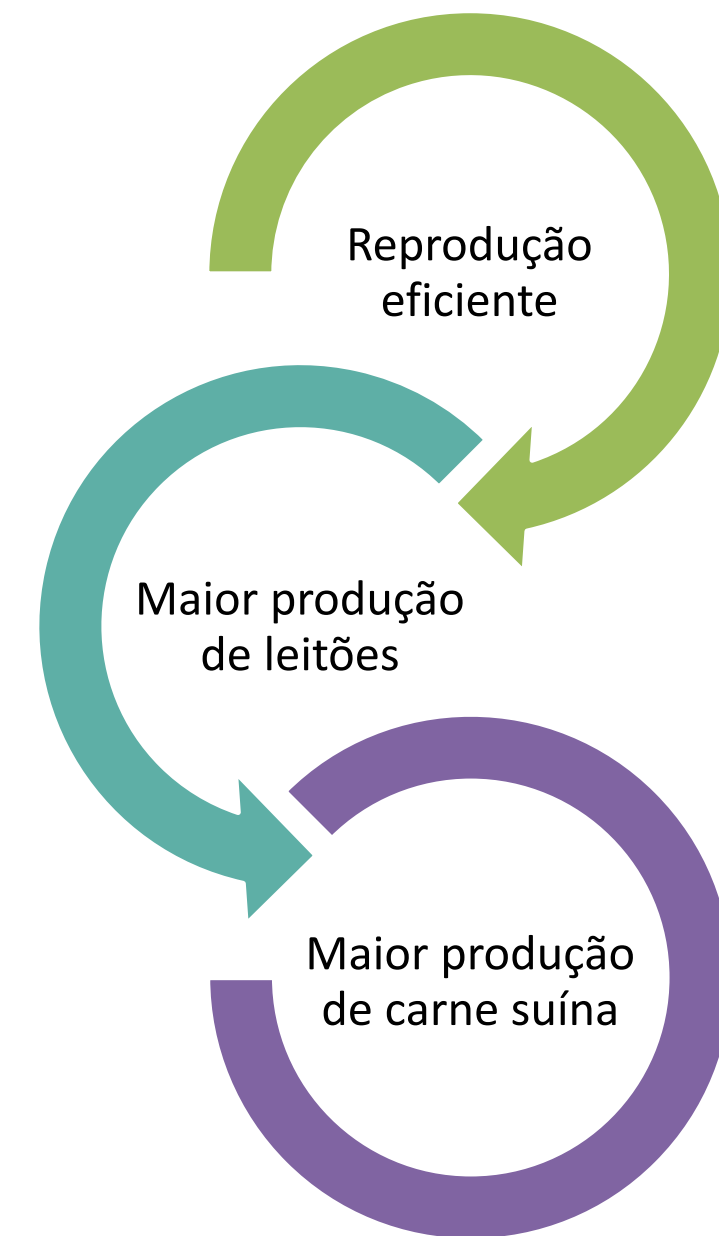 Reprodução
eficiente
Maior produção
de leitões
Maior produção
de carne suína